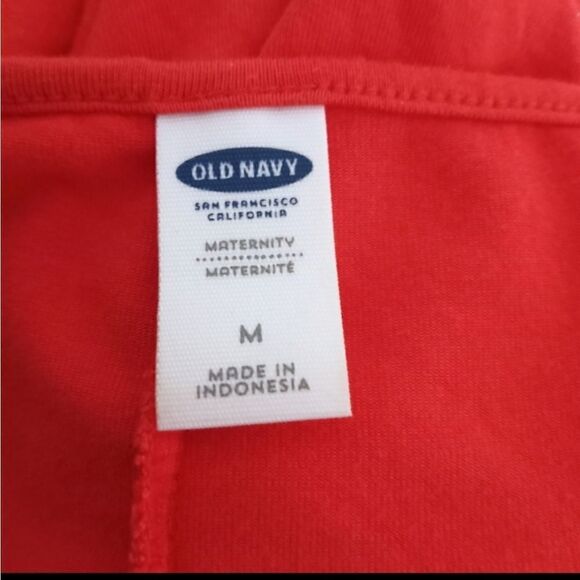 OLD NAVY
SAN FRANCISCO
CALIFORNIA
MATERNITY
MATERNITÉ
M
MADE IN
INDONESIA